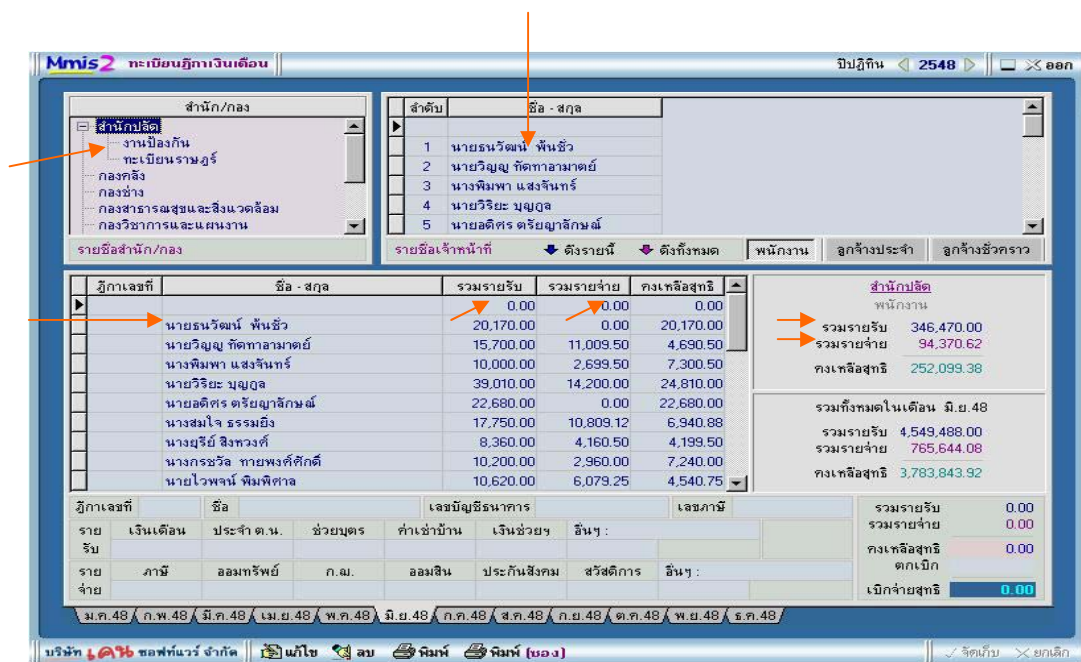 Mmis2 ทะเบียนฎีกาเงินเดือน ปีปฏิทิน 2548 ออก
สำนัก/กอง
สำนักปลัด
งานป้องกัน
ทะเบียนราษฎร์
กองคลัง
กองช่าง
กองสาธารณสุขและสิ่งแวดล้อม
กองวิชาการและแผนงาน
รายชื่อสำนัก/กอง
ลำดับ ชื่อ - สกุล
1 นายธนวัฒน์ พ้นชั่ว
2 นายวิญญู ทัดทาอามาตย์
3 นางพิมพา แสงจันทร์
4 นายวิริยะ บุญกูล
5 นายอดิศร ตรัยญาลักษณ์
รายชื่อเจ้าหน้าที่ ดึงรายนี้ ดึงทั้งหมด พนักงาน ลูกจ้างประจำ ลูกจ้างชั่วคราว
ฎีกาเลขที่ ชื่อ - สกุล รวมรายรับ รวมรายจ่าย คงเหลือสุทธิ
0.00 0.00 0.00
นายธนวัฒน์ พ้นชั่ว 20,170.00 0.00 20,170.00
นายวิญญู ทัดทาอามาตย์ 15,700.00 11,009.50 4,690.50
นางพิมพา แสงจันทร์ 10,000.00 2,699.50 7,300.50
นายวิริยะ บุญกูล 39,010.00 14,200.00 24,810.00
นายอดิศร ตรัยญาลักษณ์ 22,680.00 0.00 22,680.00
นางสมใจ ธรรมยิ่ง 17,750.00 10,809.12 6,940.88
นางยุรีย์ สิงหวงศ์ 8,360.00 4,160.50 4,199.50
นางกรชวัล ทายพงศ์ศักดิ์ 10,200.00 2,960.00 7,240.00
นายไวพจน์ พิมพิศาล 10,620.00 6,079.25 4,540.75
สำนักปลัด
พนักงาน
รวมรายรับ 346,470.00
รวมรายจ่าย 94,370.62
คงเหลือสุทธิ 252,099.38
รวมทั้งหมดในเดือน มิ.ย.48
รวมรายรับ 4,549,488.00
รวมรายจ่าย 765,644.08
คงเหลือสุทธิ 3,783,843.92
ฎีกาเลขที่ ชื่อ เลขบัญชีธนาคาร เลขภาษี
ราย รับ เงินเดือน ประจำ ต.น. ช่วยบุตร ค่าเช่าบ้าน เงินช่วยฯ อื่นๆ :
ราย จ่าย ภาษี ออมทรัพย์ ก.ฌ. ออมสิน ประกันสังคม สวัสดิการ อื่นๆ :
รวมรายรับ 0.00
รวมรายจ่าย 0.00
คงเหลือสุทธิ 0.00
ตกเบิก
เบิกจ่ายสุทธิ 0.00
ม.ค.48 ก.พ.48 มี.ค.48 เม.ย.48 พ.ค.48 มิ.ย.48 ก.ค.48 ส.ค.48 ก.ย.48 ต.ค.48 พ.ย.48 ธ.ค.48
บริษัท เคน ซอฟท์แวร์ จำกัด แก้ไข ลบ พิมพ์ พิมพ์ (ซอง) จัดเก็บ ยกเลิก